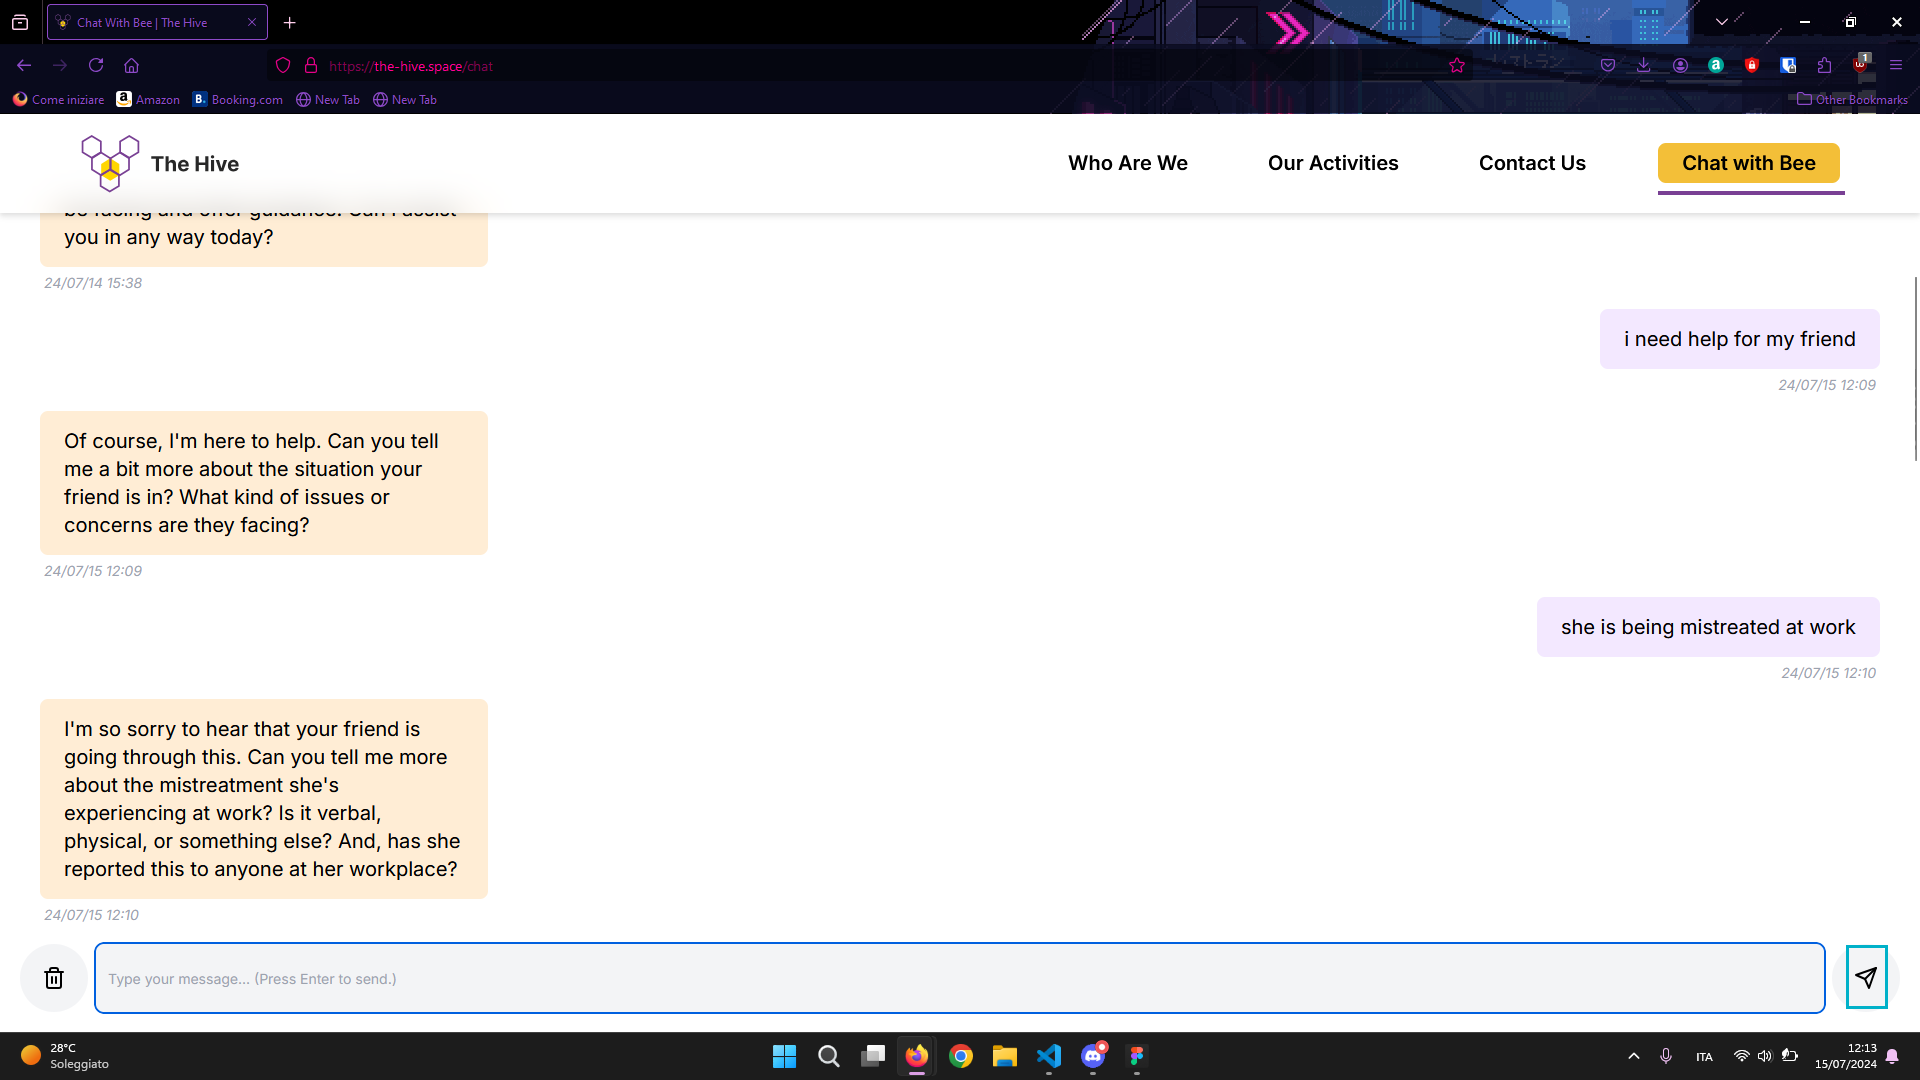 Chat With Bee | The Hive
https://the-hive.space/chat
Come iniziare
Amazon
Booking.com
New Tab
New Tab
Other Bookmarks
The Hive
Who Are We
Our Activities
Contact Us
Chat with Bee
be facing and offer guidance. Can I assist
you in any way today?
24/07/14 15:38
i need help for my friend
24/07/15 12:09
Of course, I'm here to help. Can you tell
me a bit more about the situation your
friend is in? What kind of issues or
concerns are they facing?
24/07/15 12:09
she is being mistreated at work
24/07/15 12:10
I'm so sorry to hear that your friend is
going through this. Can you tell me more
about the mistreatment she's
experiencing at work? Is it verbal,
physical, or something else? And, has she
reported this to anyone at her workplace?
24/07/15 12:10
Type your message... (Press Enter to send.)
28°C
Soleggiato
ITA
12:13
15/07/2024